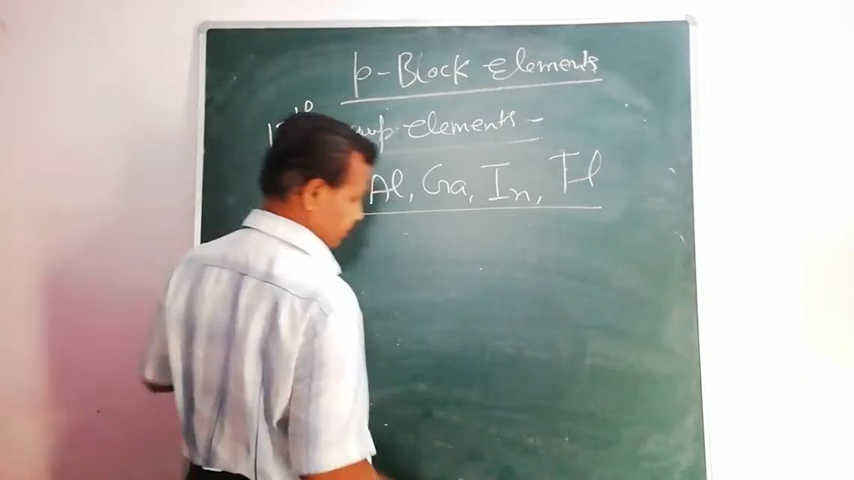 p-Block Elements
Elements -
Al, Ga, In, Tl